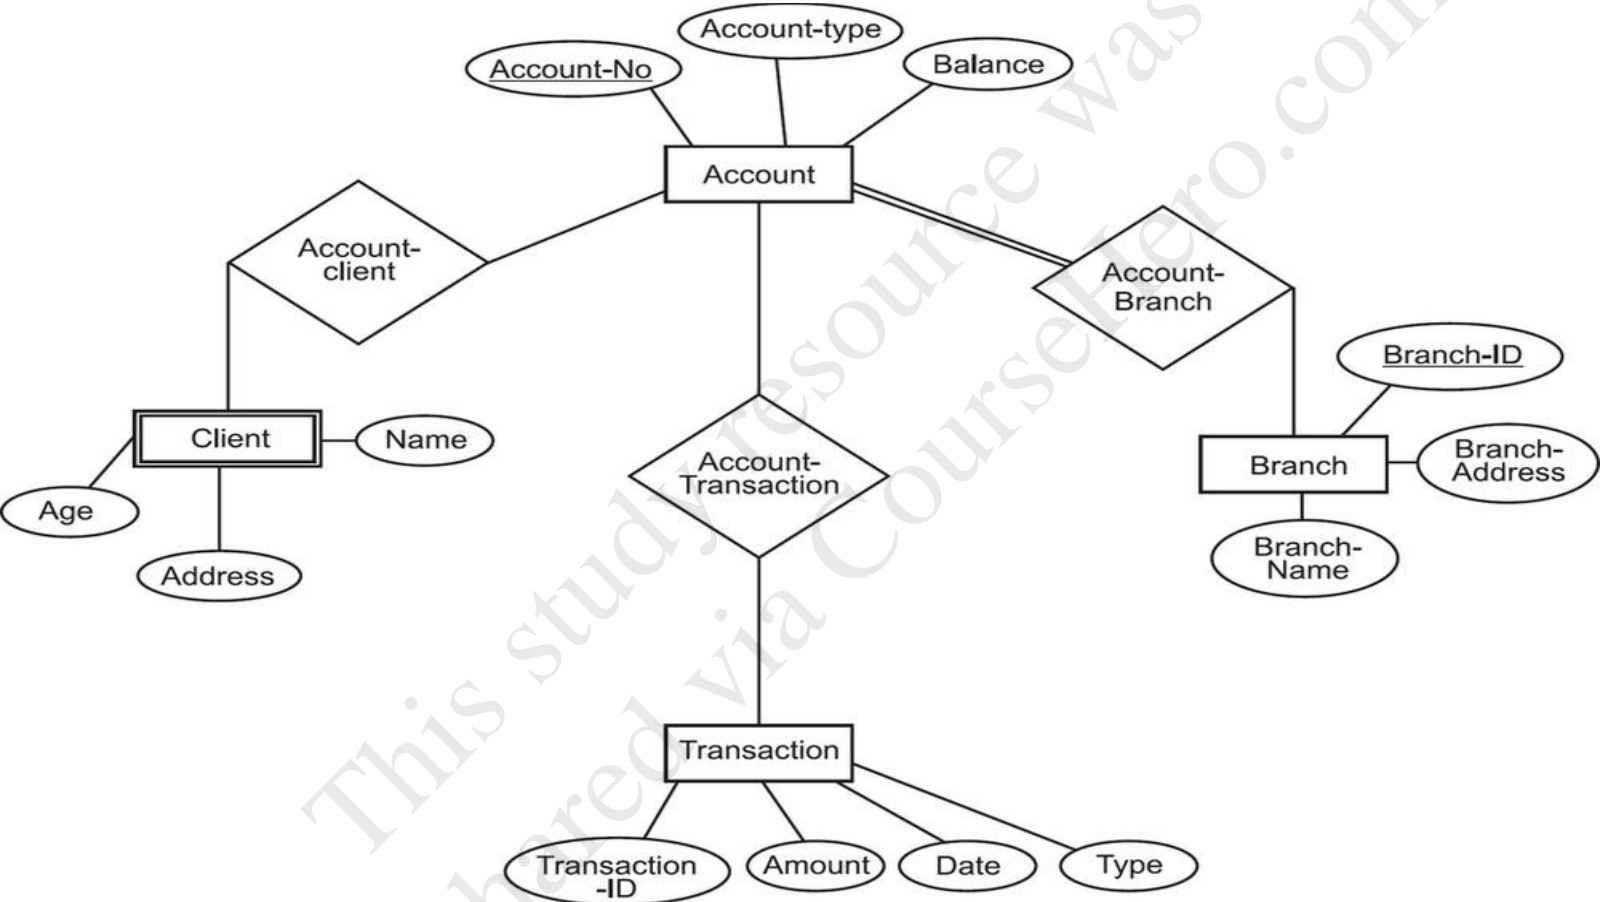 Account-type
Account-No
Balance
Account
Account-
client
Account-
Branch
Branch-ID
Client
Name
Account-
Transaction
Branch
Branch-
Address
Age
Address
Branch-
Name
Transaction
Transaction
-ID
Amount
Date
Type
This study resource was
shared via CourseHero.com